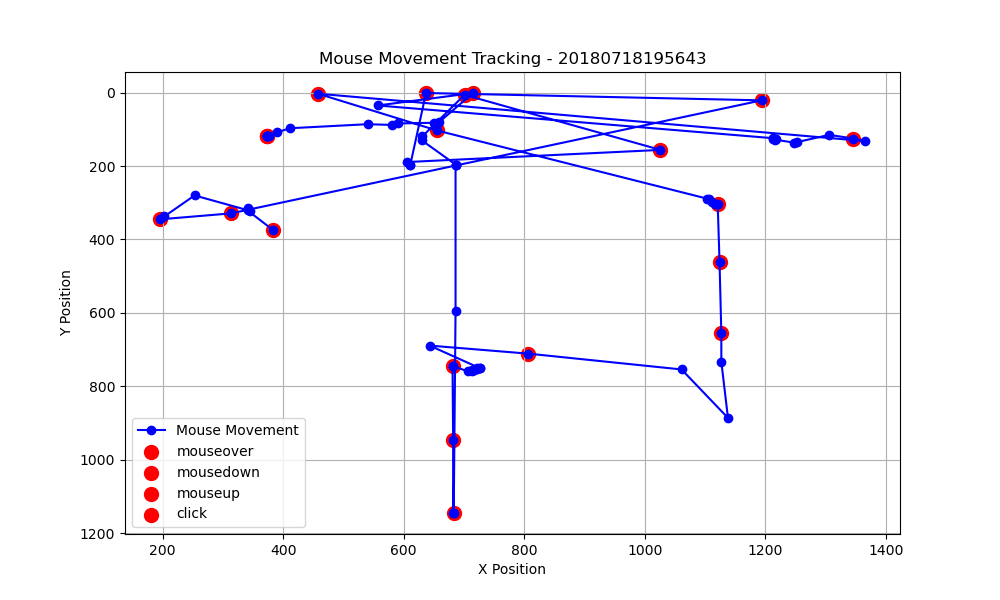 Mouse Movement Tracking - 20180718195643
0
200
400
600
800
1000
1200
Y Position
Mouse Movement
mouseover
mousedown
mouseup
click
200
400
600
800
1000
1200
1400
X Position